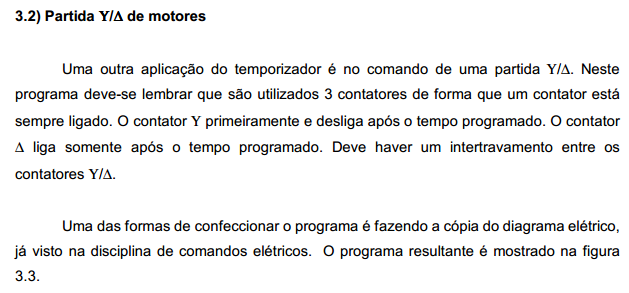 3.2) Partida Y/Δ de motores
Uma outra aplicação do temporizador é no comando de uma partida Y/Δ. Neste
programa deve-se lembrar que são utilizados 3 contatores de forma que um contator está
sempre ligado. O contator Y primeiramente e desliga após o tempo programado. O contator
Δ liga somente após o tempo programado. Deve haver um intertravamento entre os
contatores Y/Δ.
Uma das formas de confeccionar o programa é fazendo a cópia do diagrama elétrico,
já visto na disciplina de comandos elétricos. O programa resultante é mostrado na figura
3.3.